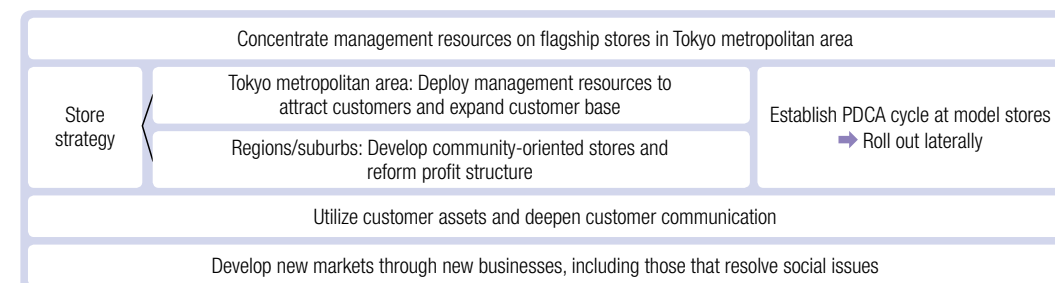 Concentrate management resources on flagship stores in Tokyo metropolitan area
Store
strategy
Tokyo metropolitan area: Deploy management resources to
attract customers and expand customer base
Regions/suburbs: Develop community-oriented stores and
reform profit structure
Establish PDCA cycle at model stores
➡ Roll out laterally
Utilize customer assets and deepen customer communication
Develop new markets through new businesses, including those that resolve social issues